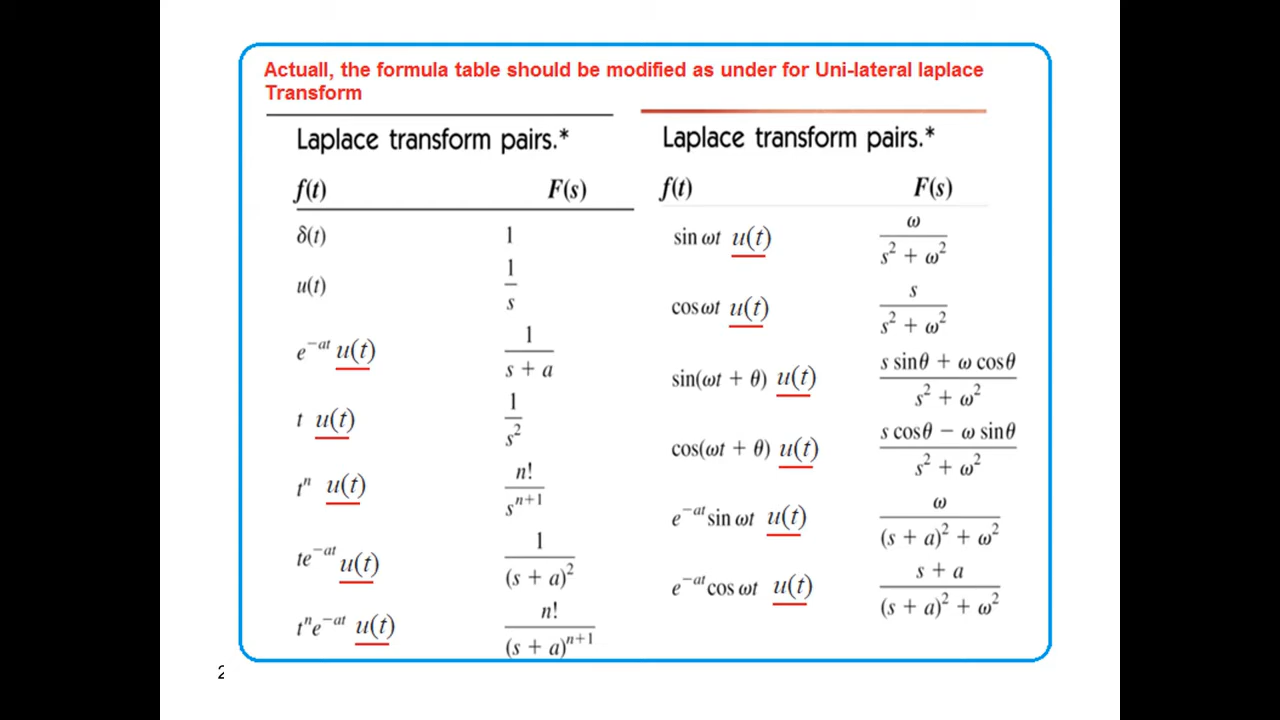 Actuall, the formula table should be modified as under for Uni-lateral laplace
Transform
Laplace transform pairs.*
f(t) F(s)
δ(t) 1
u(t) 1/s
e^{-at} u(t) 1/(s + a)
t u(t) 1/s^2
t^n u(t) n!/s^{n+1}
te^{-at} u(t) 1/(s + a)^2
t^n e^{-at} u(t) n!/(s + a)^{n+1}
Laplace transform pairs.*
f(t) F(s)
sin ωt u(t) ω/(s^2 + ω^2)
cos ωt u(t) s/(s^2 + ω^2)
sin(ωt + θ) u(t) (s sinθ + ω cosθ)/(s^2 + ω^2)
cos(ωt + θ) u(t) (s cosθ − ω sinθ)/(s^2 + ω^2)
e^{-at} sin ωt u(t) ω/((s + a)^2 + ω^2)
e^{-at} cos ωt u(t) (s + a)/((s + a)^2 + ω^2)